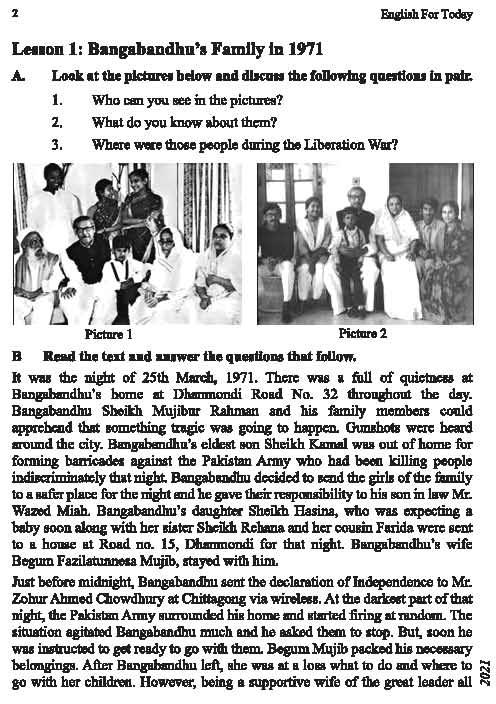 2
English For Today
Lesson 1: Bangabandhu's Family in 1971
A. Look at the pictures below and discuss the following questions in pair.
1. Who can you see in the pictures?
2. What do you know about them?
3. Where were those people during the Liberation War?
Picture 1
Picture 2
B Read the text and answer the questions that follow.
It was the night of 25th March, 1971. There was a full of quietness at
Bangabandhu's home at Dhanmondi Road No. 32 throughout the day.
Bangabandhu Sheikh Mujibur Rahman and his family members could
apprehend that something tragic was going to happen. Gunshots were heard
around the city. Bangabandhu's eldest son Sheikh Kamal was out of home for
forming barricades against the Pakistan Army who had been killing people
indiscriminately that night. Bangabandhu decided to send the girls of the family
to a safer place for the night and he gave their responsibility to his son in law Mr.
Wazed Miah. Bangabandhu's daughter Sheikh Hasina, who was expecting a
baby soon along with her sister Sheikh Rehana and her cousin Farida were sent
to a house at Road no. 15, Dhanmondi for that night. Bangabandhu's wife
Begum Fazilatunnesa Mujib, stayed with him.
Just before midnight, Bangabandhu sent the declaration of Independence to Mr.
Zohur Ahmed Chowdhury at Chittagong via wireless. At the darkest part of that
night, the Pakistan Army surrounded his home and started firing at random. The
situation agitated Bangabandhu much and he asked them to stop. But, soon he
was instructed to get ready to go with them. Begum Mujib packed his necessary
belongings. After Bangabandhu left, she was at a loss what to do and where to
go with her children. However, being a supportive wife of the great leader all
2021